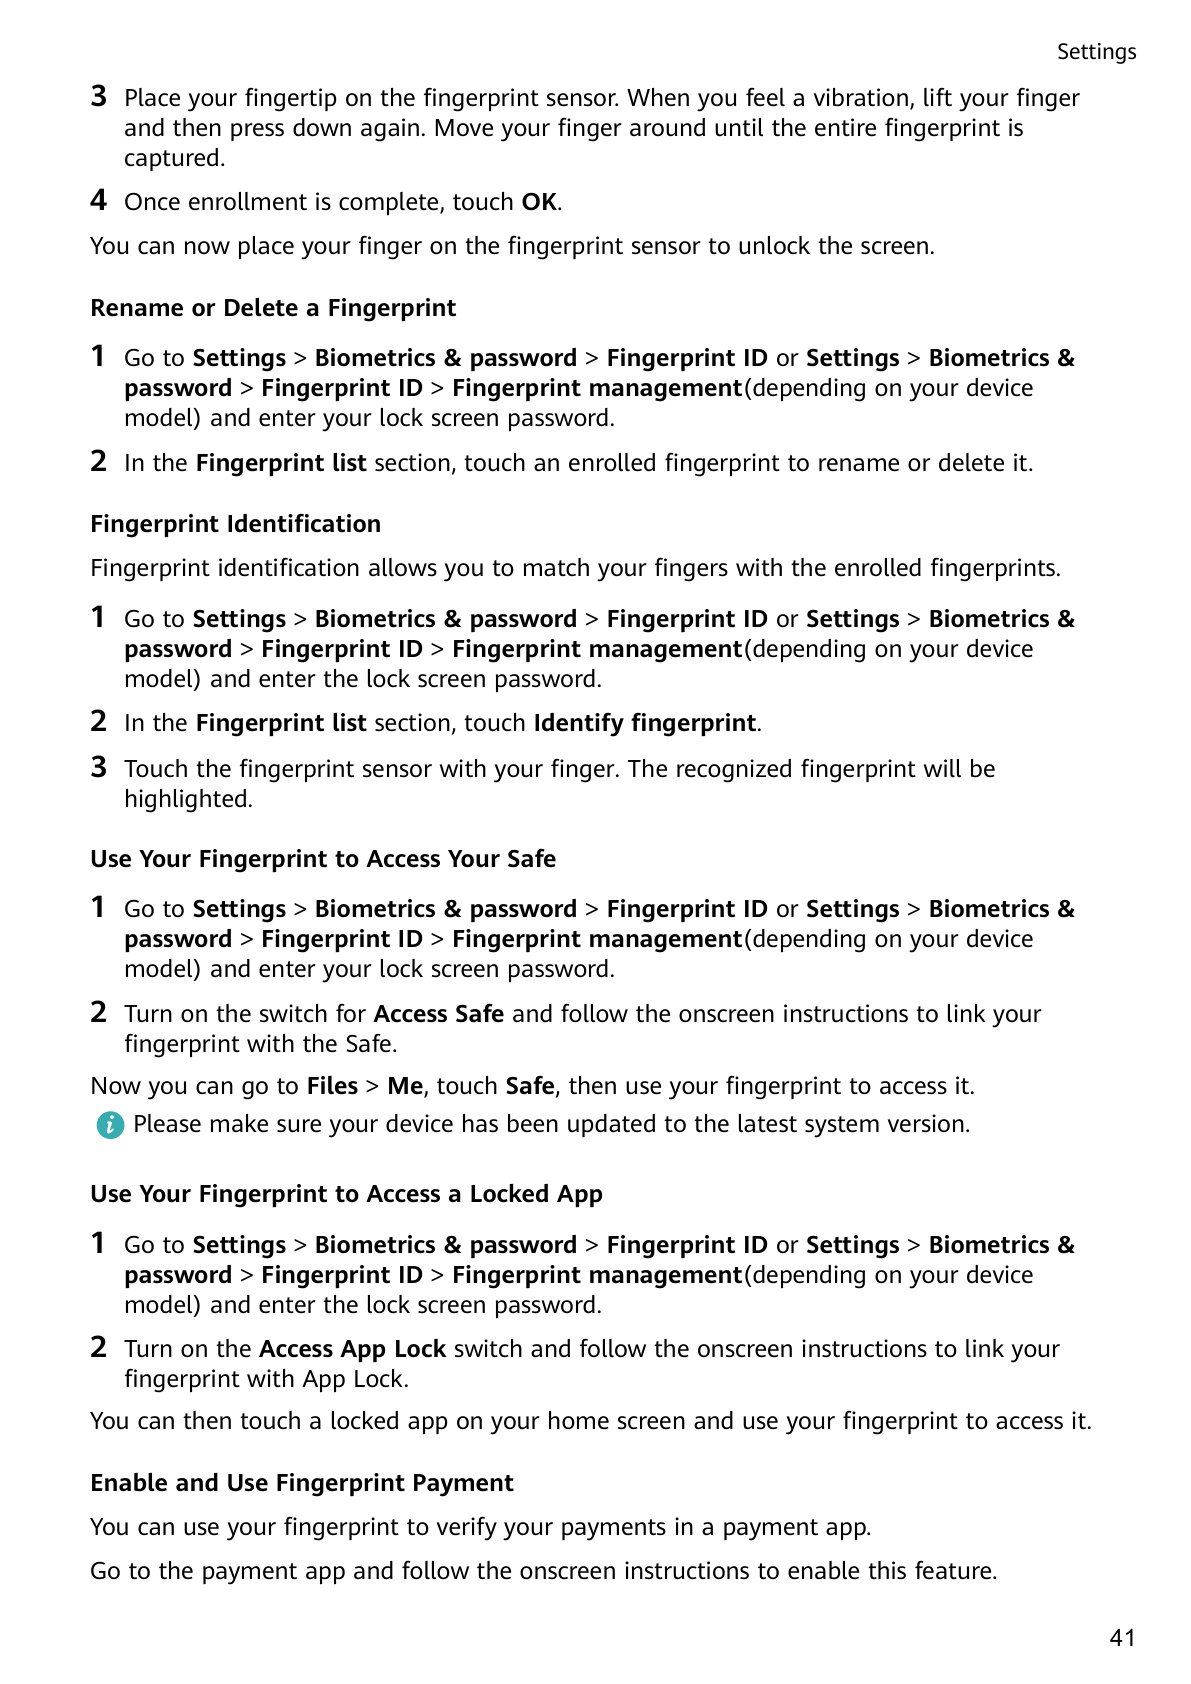 Settings
3 Place your fingertip on the fingerprint sensor. When you feel a vibration, lift your finger
and then press down again. Move your finger around until the entire fingerprint is
captured.
4 Once enrollment is complete, touch OK.
You can now place your finger on the fingerprint sensor to unlock the screen.
Rename or Delete a Fingerprint
1 Go to Settings > Biometrics & password > Fingerprint ID or Settings > Biometrics &
password > Fingerprint ID > Fingerprint management(depending on your device
model) and enter your lock screen password.
2 In the Fingerprint list section, touch an enrolled fingerprint to rename or delete it.
Fingerprint Identification
Fingerprint identification allows you to match your fingers with the enrolled fingerprints.
1 Go to Settings > Biometrics & password > Fingerprint ID or Settings > Biometrics &
password > Fingerprint ID > Fingerprint management(depending on your device
model) and enter the lock screen password.
2 In the Fingerprint list section, touch Identify fingerprint.
3 Touch the fingerprint sensor with your finger. The recognized fingerprint will be
highlighted.
Use Your Fingerprint to Access Your Safe
1 Go to Settings > Biometrics & password > Fingerprint ID or Settings > Biometrics &
password > Fingerprint ID > Fingerprint management(depending on your device
model) and enter your lock screen password.
2 Turn on the switch for Access Safe and follow the onscreen instructions to link your
fingerprint with the Safe.
Now you can go to Files > Me, touch Safe, then use your fingerprint to access it.
i Please make sure your device has been updated to the latest system version.
Use Your Fingerprint to Access a Locked App
1 Go to Settings > Biometrics & password > Fingerprint ID or Settings > Biometrics &
password > Fingerprint ID > Fingerprint management(depending on your device
model) and enter the lock screen password.
2 Turn on the Access App Lock switch and follow the onscreen instructions to link your
fingerprint with App Lock.
You can then touch a locked app on your home screen and use your fingerprint to access it.
Enable and Use Fingerprint Payment
You can use your fingerprint to verify your payments in a payment app.
Go to the payment app and follow the onscreen instructions to enable this feature.
41